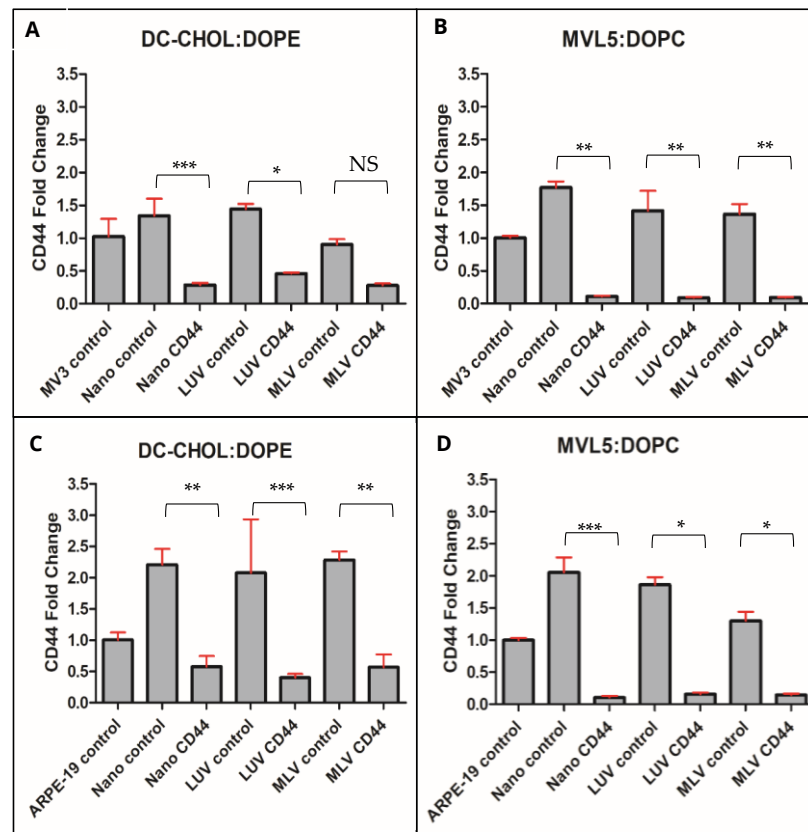 A
DC-CHOL:DOPE
CD44 Fold Change
3.5
3.0
2.5
2.0
1.5
1.0
0.5
0.0
***
*
NS
MV3 control
Nano control
Nano CD44
LUV control
LUV CD44
MLV control
MLV CD44
B
MVL5:DOPC
CD44 Fold Change
3.5
3.0
2.5
2.0
1.5
1.0
0.5
0.0
**
**
**
MV3 control
Nano control
Nano CD44
LUV control
LUV CD44
MLV control
MLV CD44
C
DC-CHOL:DOPE
CD44 Fold Change
3.5
3.0
2.5
2.0
1.5
1.0
0.5
0.0
**
***
**
ARPE-19 control
Nano control
Nano CD44
LUV control
LUV CD44
MLV control
MLV CD44
D
MVL5:DOPC
CD44 Fold Change
3.5
3.0
2.5
2.0
1.5
1.0
0.5
0.0
***
*
*
ARPE-19 control
Nano control
Nano CD44
LUV control
LUV CD44
MLV control
MLV CD44